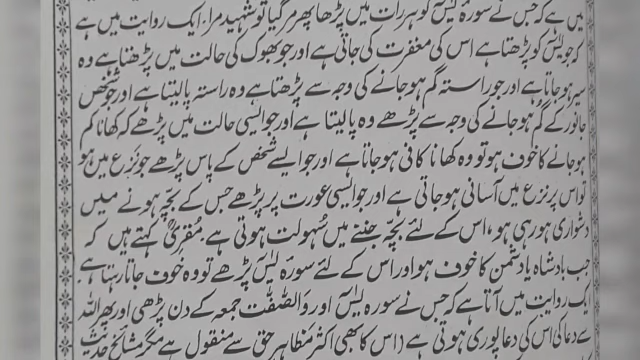 میں ہے کہ جس نے سورۂ یٰسٓ کو ہر رات میں پڑھا پھر مر گیا تو شہید مرا۔ ایک روایت میں ہے
کہ جو یٰسٓ کو پڑھتا ہے اس کی مغفرت کی جاتی ہے اور جو بھوک کی حالت میں پڑھتا ہے وہ
سیر ہو جاتا ہے اور جو راستہ گم ہو جانے کی وجہ سے پڑھتا ہے وہ راستہ پا لیتا ہے اور جو شخص
جانور کے گم ہو جانے کی وجہ سے پڑھے وہ پا لیتا ہے اور جو ایسی حالت میں پڑھے کہ کھانا کم
ہو جانے کا خوف ہو تو وہ کھانا کافی ہو جاتا ہے اور جو ایسے شخص کے پاس پڑھے جو نزع میں ہو
تو اس پر نزع میں آسانی ہو جاتی ہے اور جو ایسی عورت پر پڑھے جس کے بچہ ہونے میں
دشواری ہو رہی ہو، اس کے لئے بچہ جننے میں سہولت ہوتی ہے۔ مقریؒ کہتے ہیں کہ
جب بادشاہ یا دشمن کا خوف ہو اور اس کے لئے سورہ یٰسٓ پڑھے تو وہ خوف جاتا رہتا ہے۔
ایک روایت میں آتا ہے کہ جس نے سورہ یٰسٓ اور والصّٰفّٰت جمعہ کے دن پڑھی اور پھر اللہ
سے دعا کی اس کی دعا پوری ہوتی ہے (اس کا بھی اکثر مظاہر حق سے منقول ہے مگر مشائخ حدیث